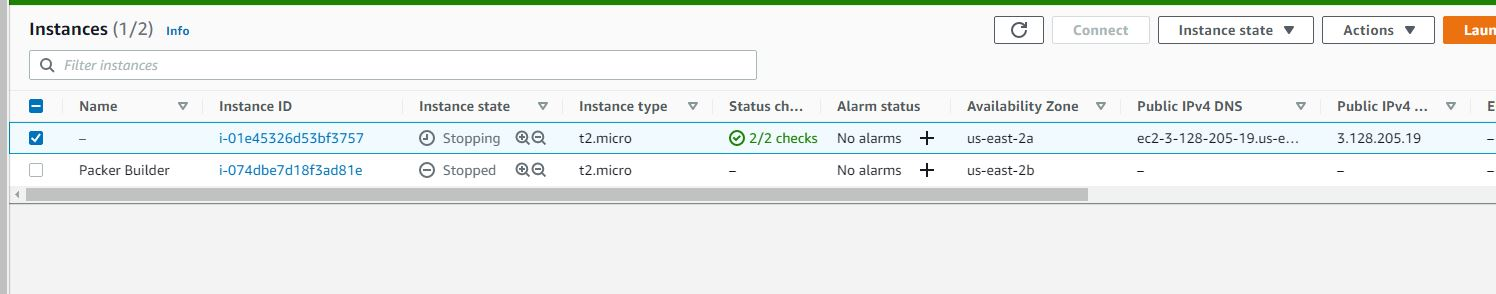 Instances (1/2) Info
Connect Instance state Actions Laun
Filter instances
Name Instance ID Instance state Instance type Status ch... Alarm status Availability Zone Public IPv4 DNS Public IPv4 ... E
– i-01e45326d53bf3757 Stopping t2.micro 2/2 checks No alarms + us-east-2a ec2-3-128-205-19.us-e... 3.128.205.19 –
Packer Builder i-074dbe7d18f3ad81e Stopped t2.micro – No alarms + us-east-2b – – –